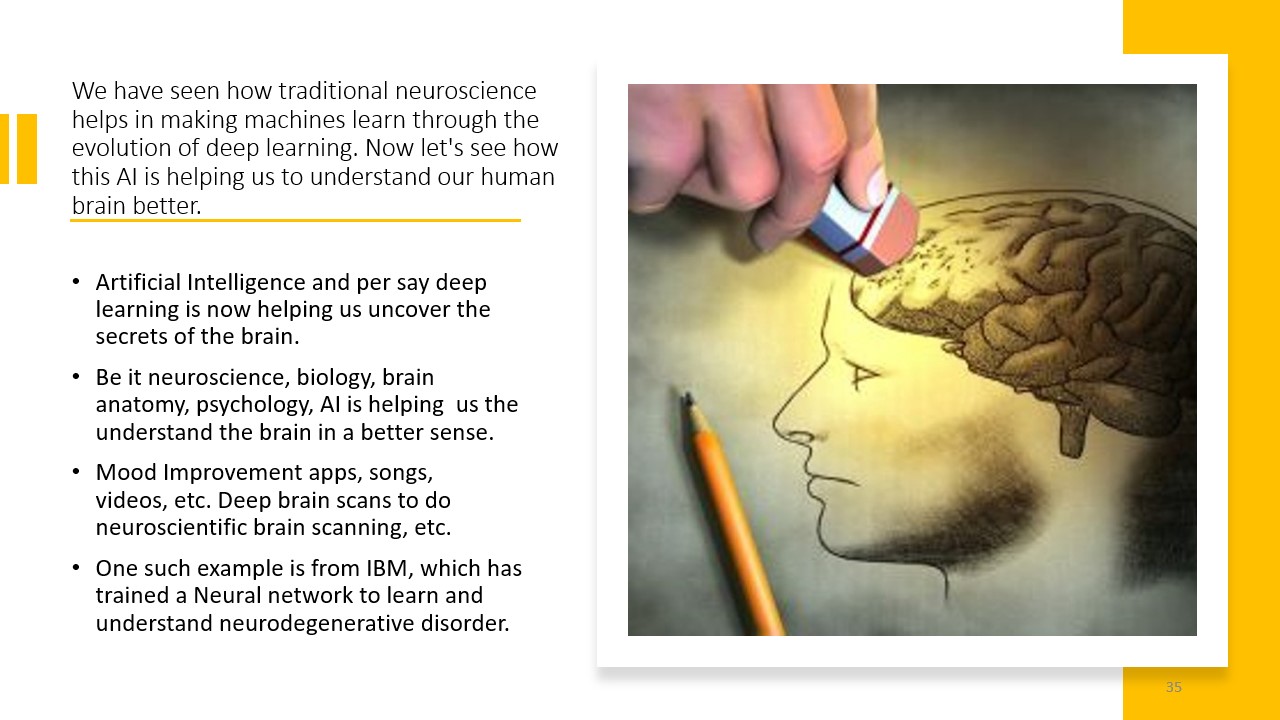 We have seen how traditional neuroscience
helps in making machines learn through the
evolution of deep learning. Now let's see how
this AI is helping us to understand our human
brain better.
• Artificial Intelligence and per say deep
learning is now helping us uncover the
secrets of the brain.
• Be it neuroscience, biology, brain
anatomy, psychology, AI is helping  us the
understand the brain in a better sense.
• Mood Improvement apps, songs,
videos, etc. Deep brain scans to do
neuroscientific brain scanning, etc.
• One such example is from IBM, which has
trained a Neural network to learn and
understand neurodegenerative disorder.
35